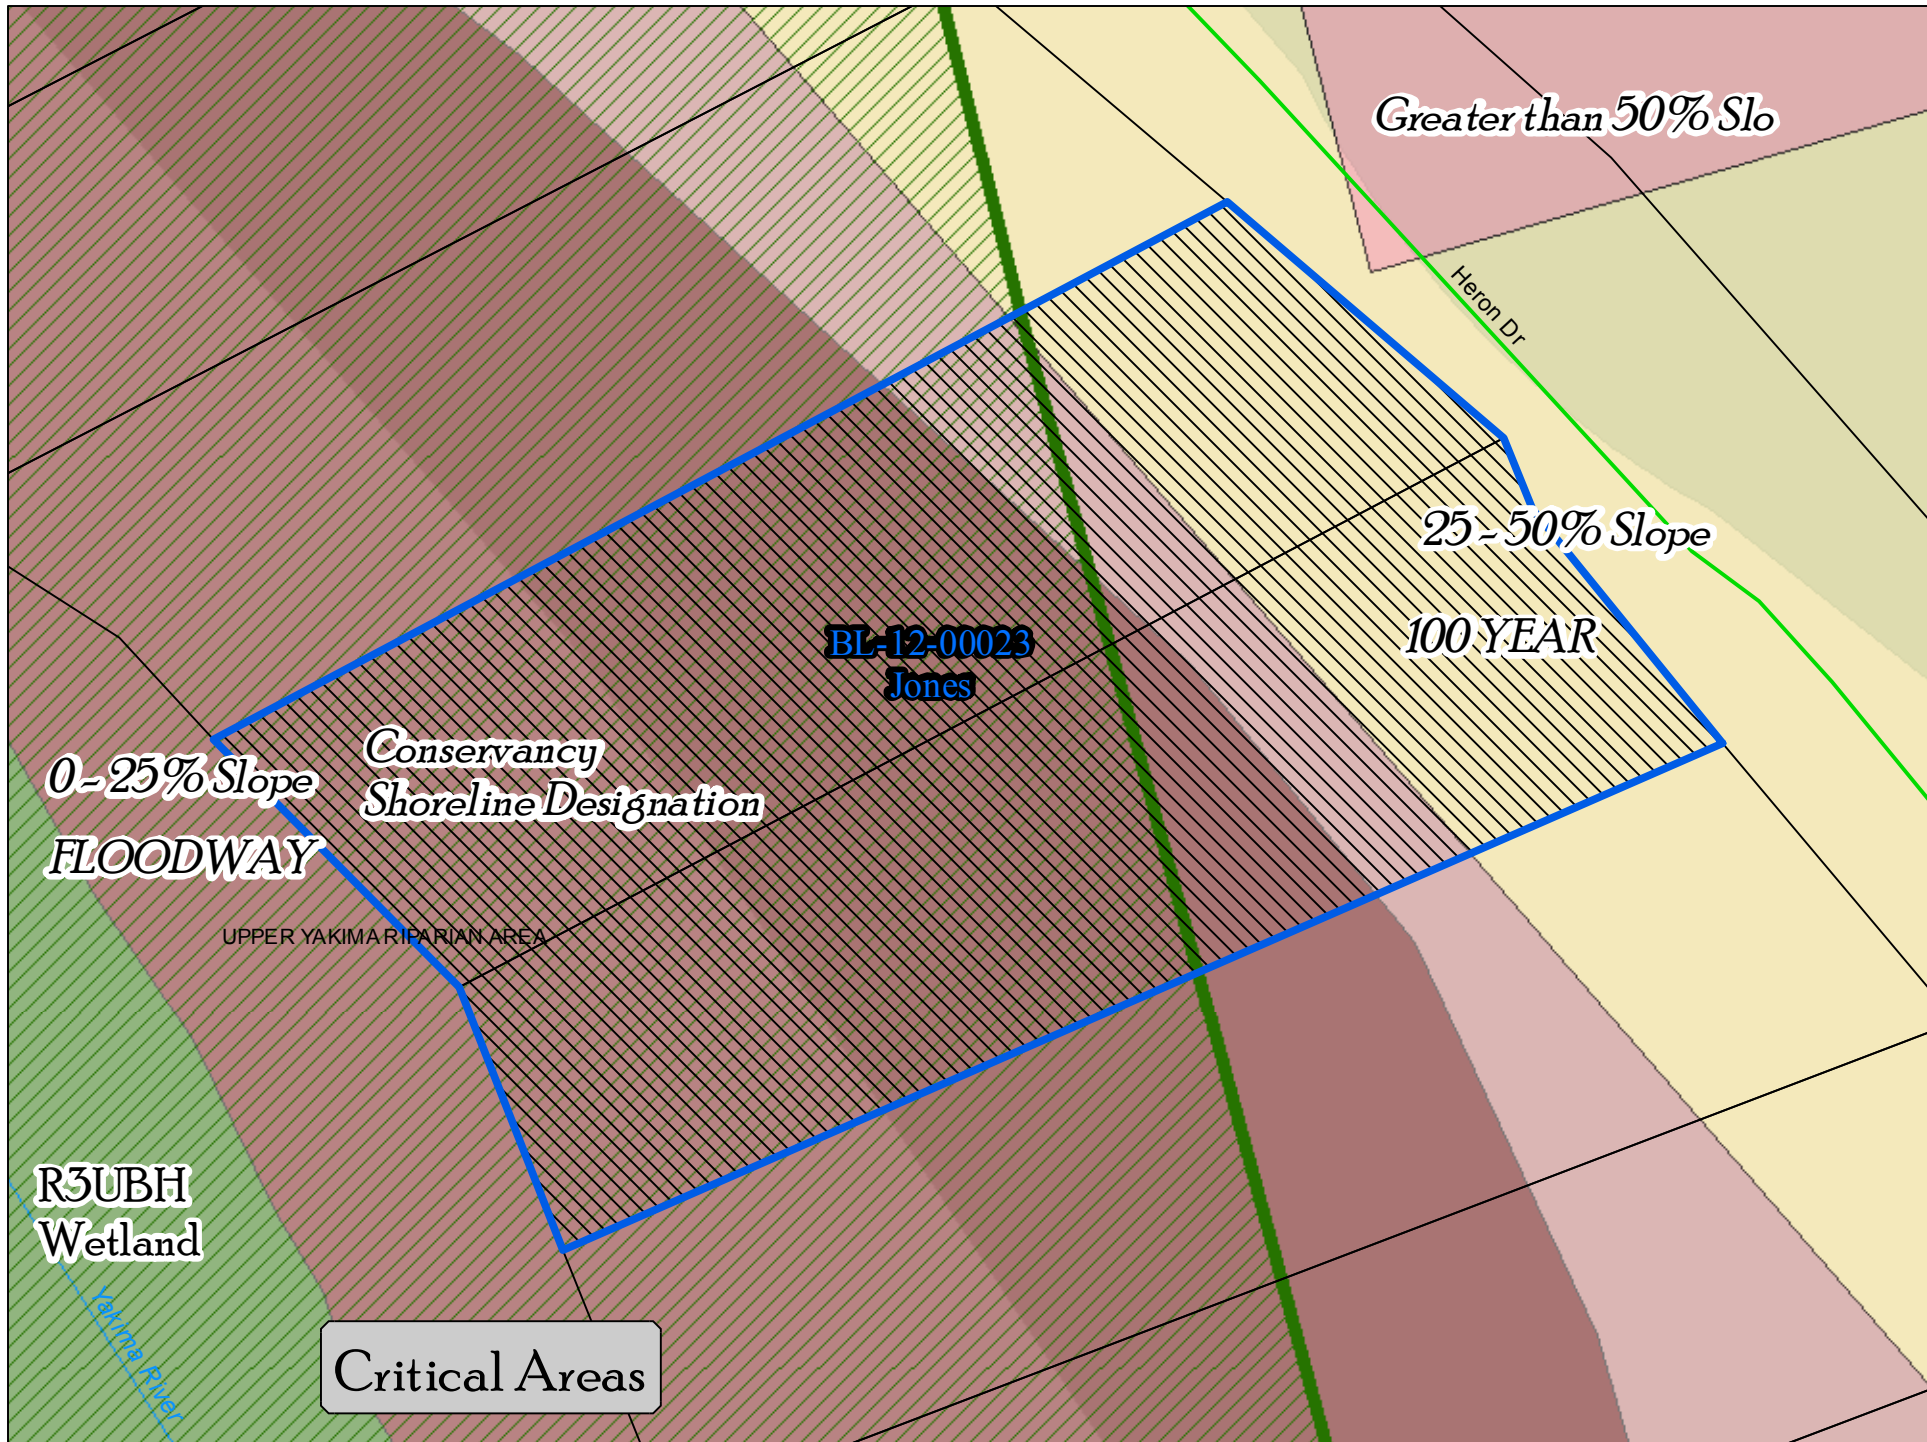 Greater than 50% Slo
Heron Dr
25 - 50% Slope
100 YEAR
BL-12-00023
Jones
Conservancy
Shoreline Designation
0 - 25% Slope
FLOODWAY
UPPER YAKIMA RIPARIAN AREA
R3UBH
Wetland
Yakima River
Critical Areas